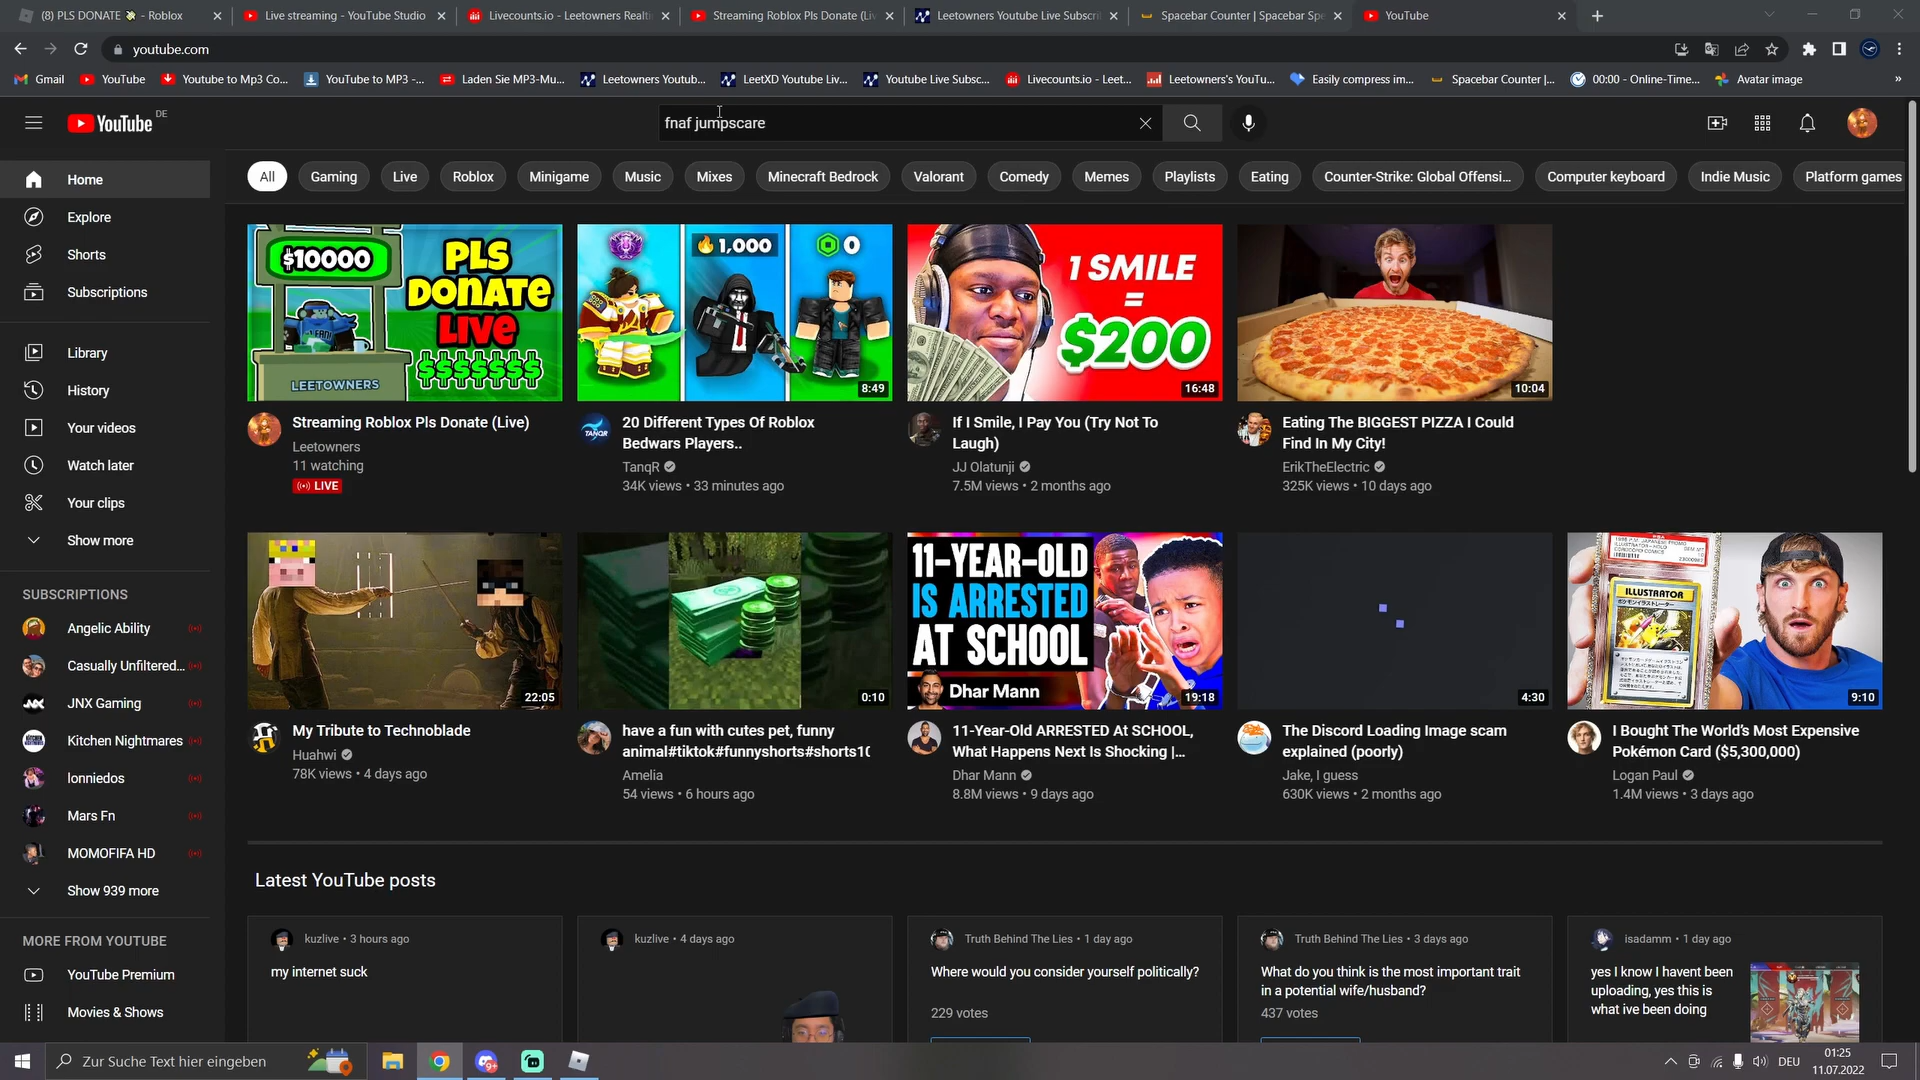 (8) PLS DONATE 💸 - Roblox
Live streaming - YouTube Studio
Livecounts.io - Leetowners Realti
Streaming Roblox Pls Donate (Li
Leetowners Youtube Live Subscri
Spacebar Counter | Spacebar Spe
YouTube
youtube.com
Gmail
YouTube
Youtube to Mp3 Co...
YouTube to MP3 -...
Laden Sie MP3-Mu...
Leetowners Youtub...
LeetXD Youtube Liv...
Youtube Live Subsc...
Livecounts.io - Leet...
Leetowners's YouTu...
Easily compress im...
Spacebar Counter |...
00:00 - Online-Time...
Avatar image
»
YouTube
DE
fnaf jumpscare
Home
Explore
Shorts
Subscriptions
Library
History
Your videos
Watch later
Your clips
Show more
SUBSCRIPTIONS
Angelic Ability
Casually Unfiltered...
JNX Gaming
Kitchen Nightmares
lonniedos
Mars Fn
MOMOFIFA HD
Show 939 more
MORE FROM YOUTUBE
YouTube Premium
Movies & Shows
All
Gaming
Live
Roblox
Minigame
Music
Mixes
Minecraft Bedrock
Valorant
Comedy
Memes
Playlists
Eating
Counter-Strike: Global Offensi...
Computer keyboard
Indie Music
Platform games
$10000
PLS
DONATE
LIVE
$$$$$$$
LEETOWNERS
Streaming Roblox Pls Donate (Live)
Leetowners
11 watching
LIVE
1,000
0
8:49
TANQR
20 Different Types Of Roblox
Bedwars Players..
TanqR
34K views • 33 minutes ago
1 SMILE
=
$200
16:48
If I Smile, I Pay You (Try Not To
Laugh)
JJ Olatunji
7.5M views • 2 months ago
10:04
Eating The BIGGEST PIZZA I Could
Find In My City!
ErikTheElectric
325K views • 10 days ago
22:05
My Tribute to Technoblade
Huahwi
78K views • 4 days ago
0:10
have a fun with cutes pet, funny
animal#tiktok#funnyshorts#shorts10
Amelia
54 views • 6 hours ago
11-YEAR-OLD
IS ARRESTED
AT SCHOOL
Dhar Mann
19:18
11-Year-Old ARRESTED At SCHOOL,
What Happens Next Is Shocking |...
Dhar Mann
8.8M views • 9 days ago
4:30
The Discord Loading Image scam
explained (poorly)
Jake, I guess
630K views • 2 months ago
ILLUSTRATOR
9:10
I Bought The World's Most Expensive
Pokémon Card ($5,300,000)
Logan Paul
1.4M views • 3 days ago
Latest YouTube posts
kuzlive • 3 hours ago
my internet suck
kuzlive • 4 days ago
Truth Behind The Lies • 1 day ago
Where would you consider yourself politically?
229 votes
Truth Behind The Lies • 3 days ago
What do you think is the most important trait
in a potential wife/husband?
437 votes
isadamm • 1 day ago
yes I know I havent been
uploading, yes this is
what ive been doing
Zur Suche Text hier eingeben
DEU
01:25
11.07.2022